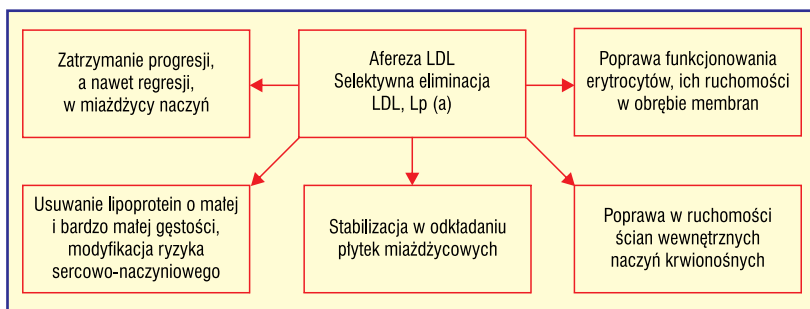 Zatrzymanie progresji,
a nawet regresji,
w miażdżycy naczyń
Afereza LDL
Selektywna eliminacja
LDL, Lp (a)
Poprawa funkcjonowania
erytrocytów, ich ruchomości
w obrębie membran
Usuwanie lipoprotein o małej
i bardzo małej gęstości,
modyfikacja ryzyka
sercowo-naczyniowego
Stabilizacja w odkładaniu
płytek miażdżycowych
Poprawa w ruchomości
ścian wewnętrznych
naczyń krwionośnych